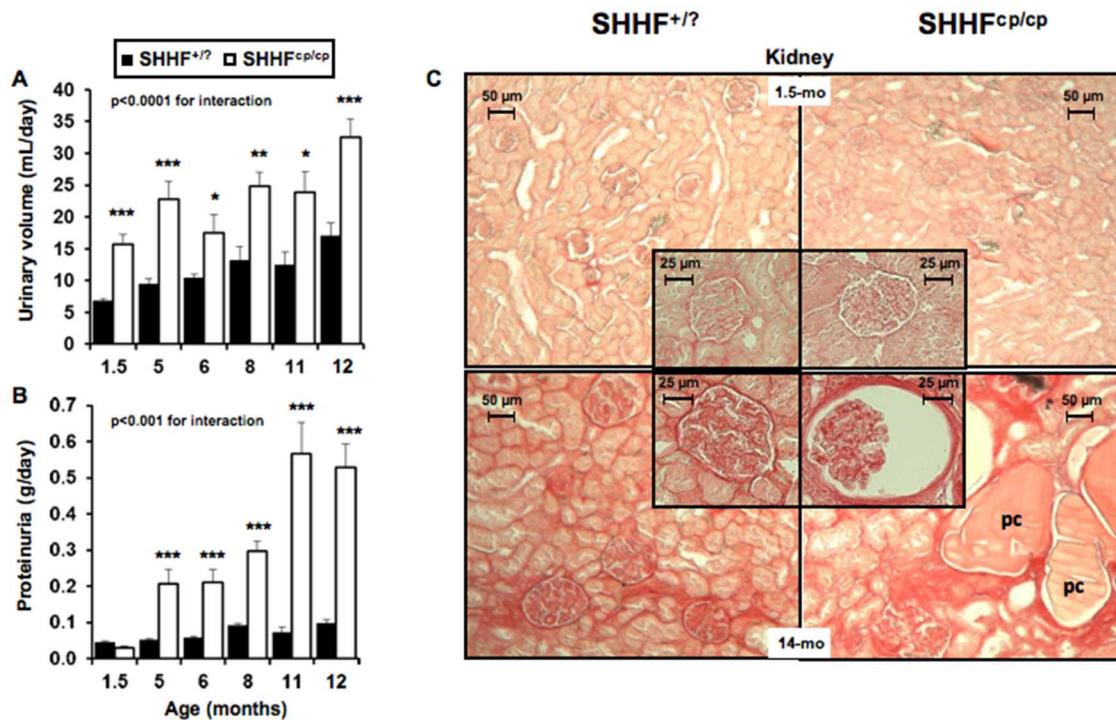 SHHF+/? SHHFcp/cp
Kidney
A
SHHF+/? SHHFcp/cp
p<0.0001 for interaction
Urinary volume (mL/day)
40
35
30
25
20
15
10
5
0
*** *** * ** * ***
1.5 5 6 8 11 12
B
p<0.001 for interaction
Proteinuria (g/day)
0.7
0.6
0.5
0.4
0.3
0.2
0.1
0.0
*** *** *** *** ***
1.5 5 6 8 11 12
Age (months)
C
50 µm 1.5-mo 50 µm
25 µm 25 µm
50 µm 25 µm 25 µm 50 µm
pc
pc
14-mo